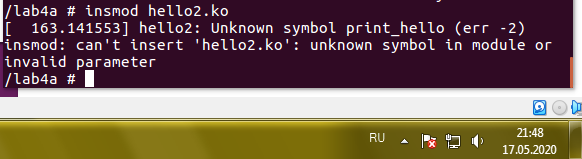 /lab4a # insmod hello2.ko
[  163.141553] hello2: Unknown symbol print_hello (err -2)
insmod: can't insert 'hello2.ko': unknown symbol in module or
invalid parameter
/lab4a #
RU
21:48
17.05.2020